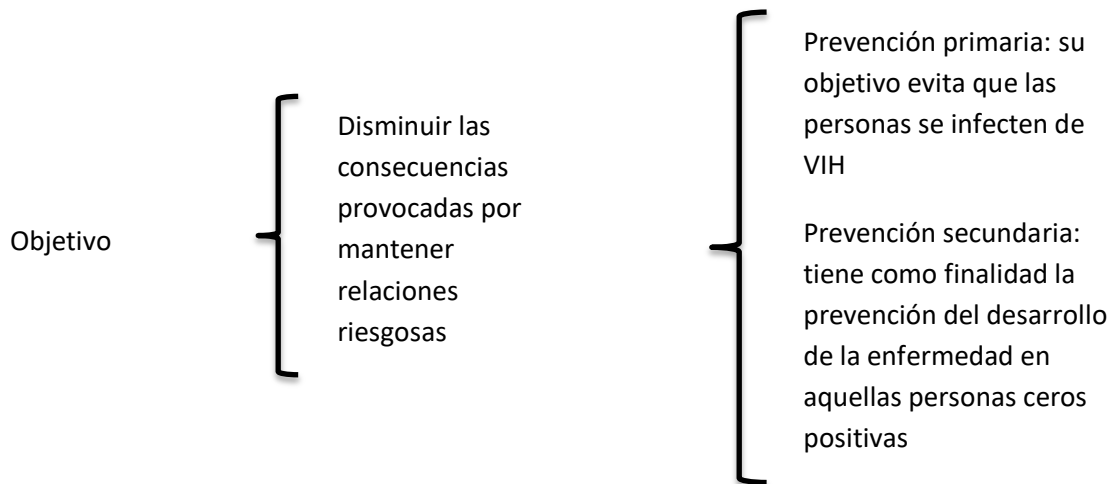 Objetivo
Disminuir las
consecuencias
provocadas por
mantener
relaciones
riesgosas
Prevención primaria: su
objetivo evita que las
personas se infecten de
VIH
Prevención secundaria:
tiene como finalidad la
prevención del desarrollo
de la enfermedad en
aquellas personas ceros
positivas